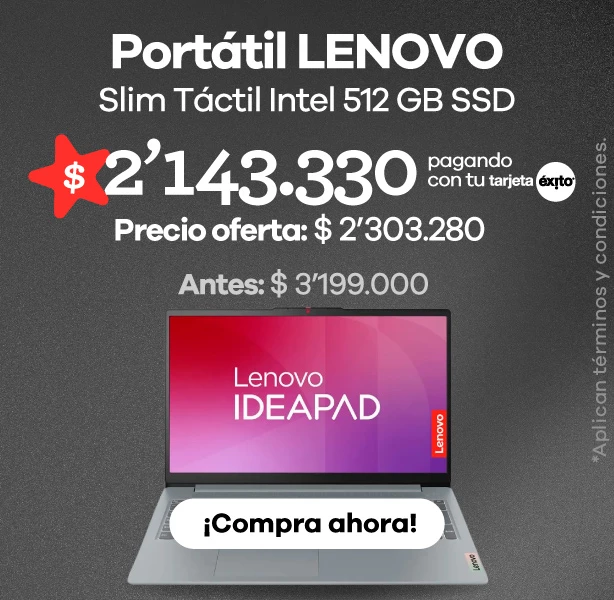 Portátil LENOVO
Slim Táctil Intel 512 GB SSD
$ 2’143.330 pagando
con tu tarjeta éxito
Precio oferta: $ 2’303.280
Antes: $ 3’199.000
Lenovo
IDEAPAD
Lenovo
¡Compra ahora!
Lenovo
*Aplican términos y condiciones.